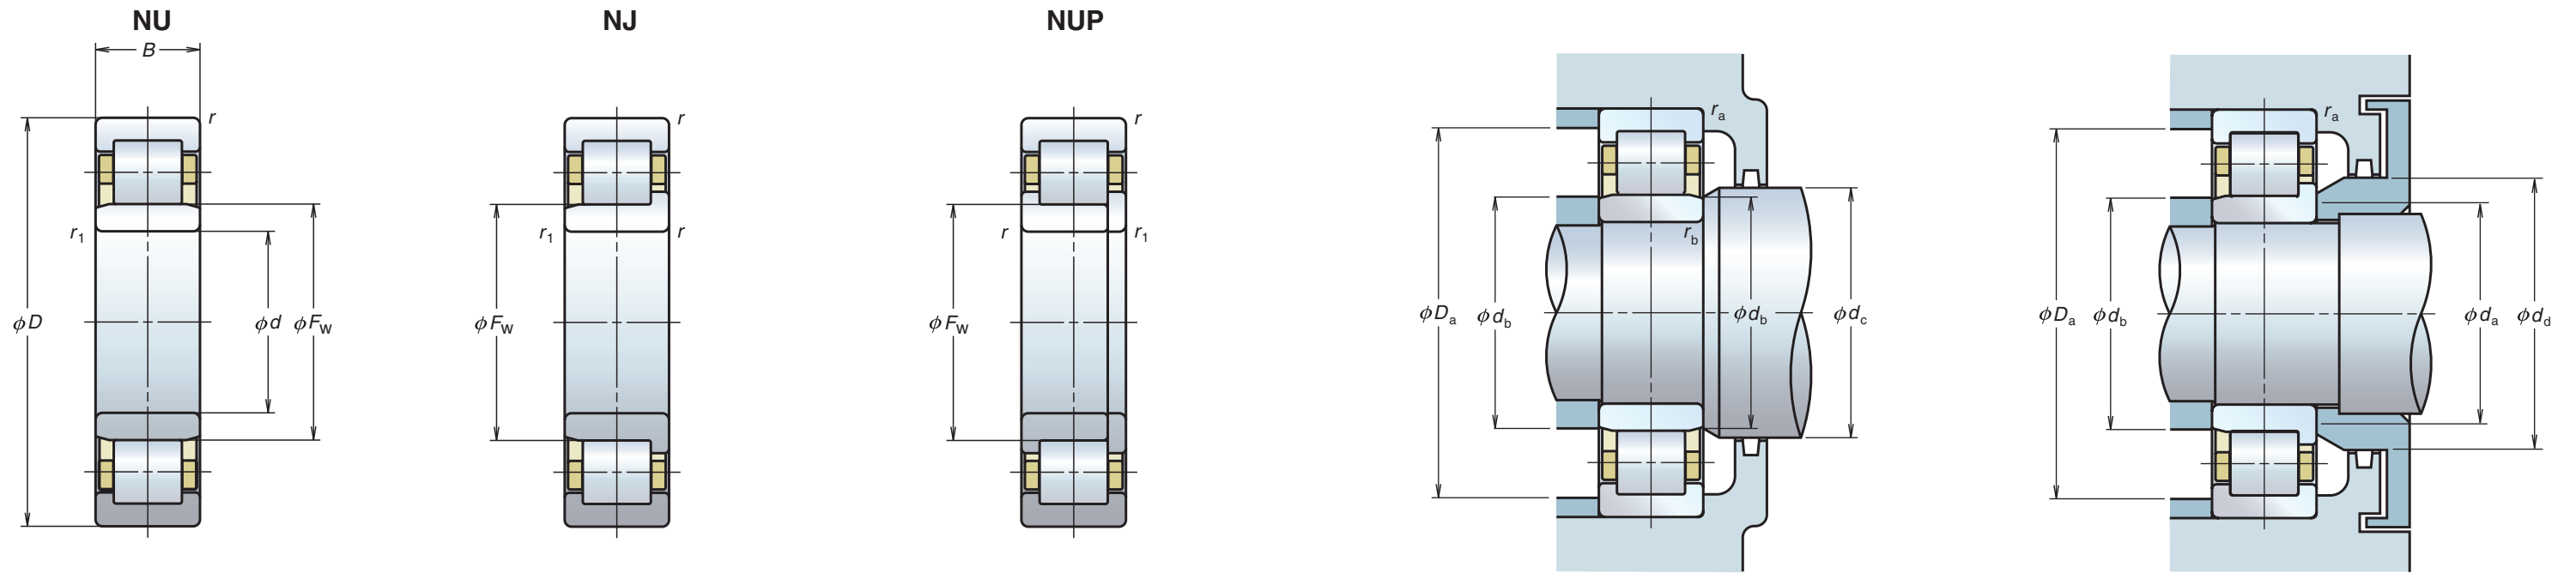 NU
NJ
NUP
B
r
r
r
r₁
r₁
r
r
r₁
ϕD
ϕd
ϕF_W
ϕF_W
ϕF_W
r_a
r_b
ϕD_a
ϕd_b
ϕd_b
ϕd_c
r_a
ϕD_a
ϕd_b
ϕd_a
ϕd_d